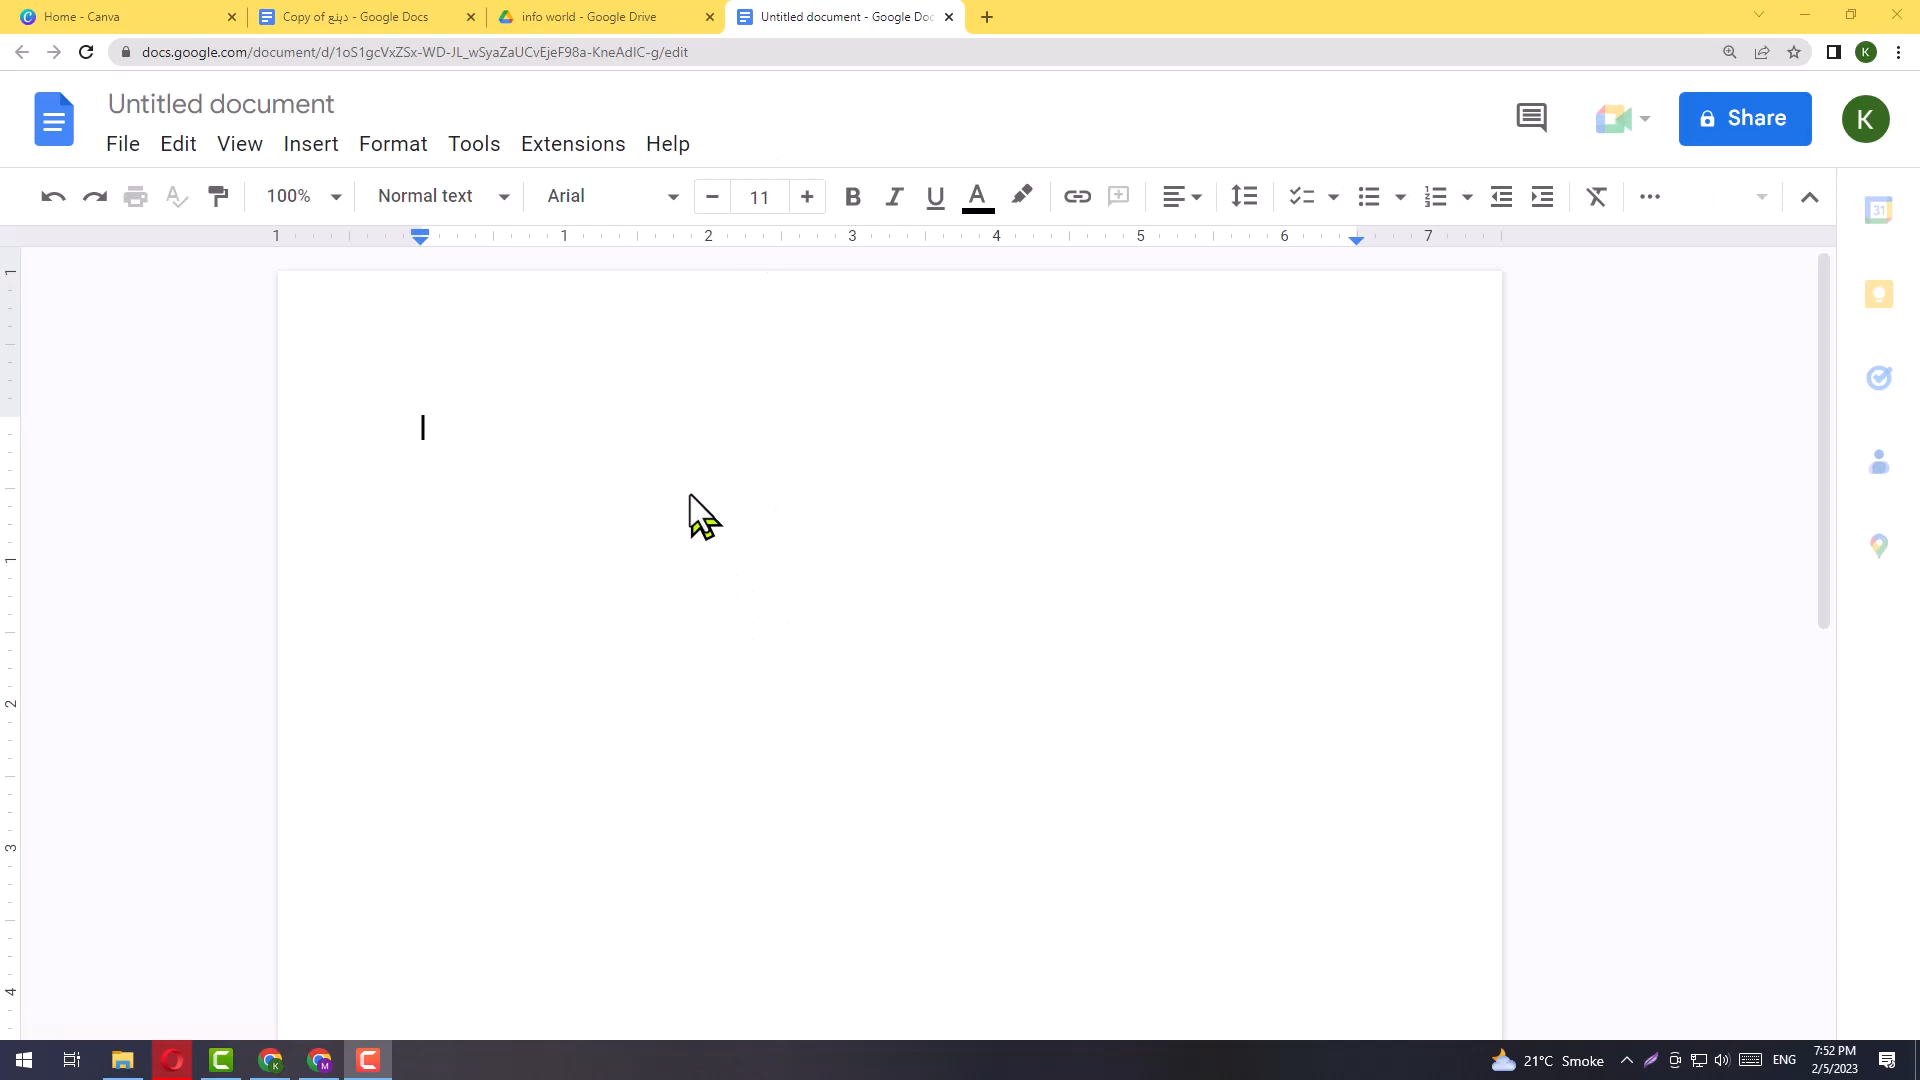 Home - Canva
Copy of دېنع - Google Docs
info world - Google Drive
Untitled document - Google Doc
docs.google.com/document/d/1oS1gcVxZSx-WD-JL_wSyaZaUCvEjeF98a-KneAdIC-g/edit
K
Untitled document
File Edit View Insert Format Tools Extensions Help
Share
K
100% Normal text Arial 11
B I U A
31
1 1 2 3 4 5 6 7
1
1
2
3
4
21°C Smoke
ENG
7:52 PM
2/5/2023